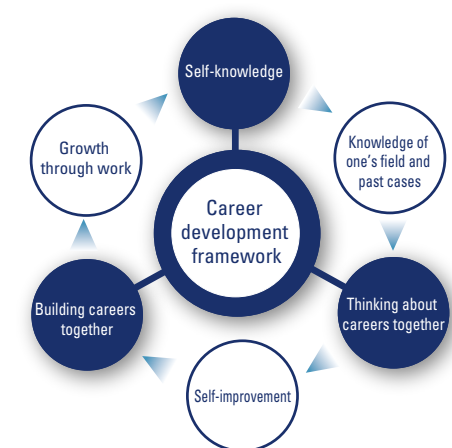 Self-knowledge
Growth
through work
Knowledge of
one's field and
past cases
Career
development
framework
Building careers
together
Thinking about
careers together
Self-improvement